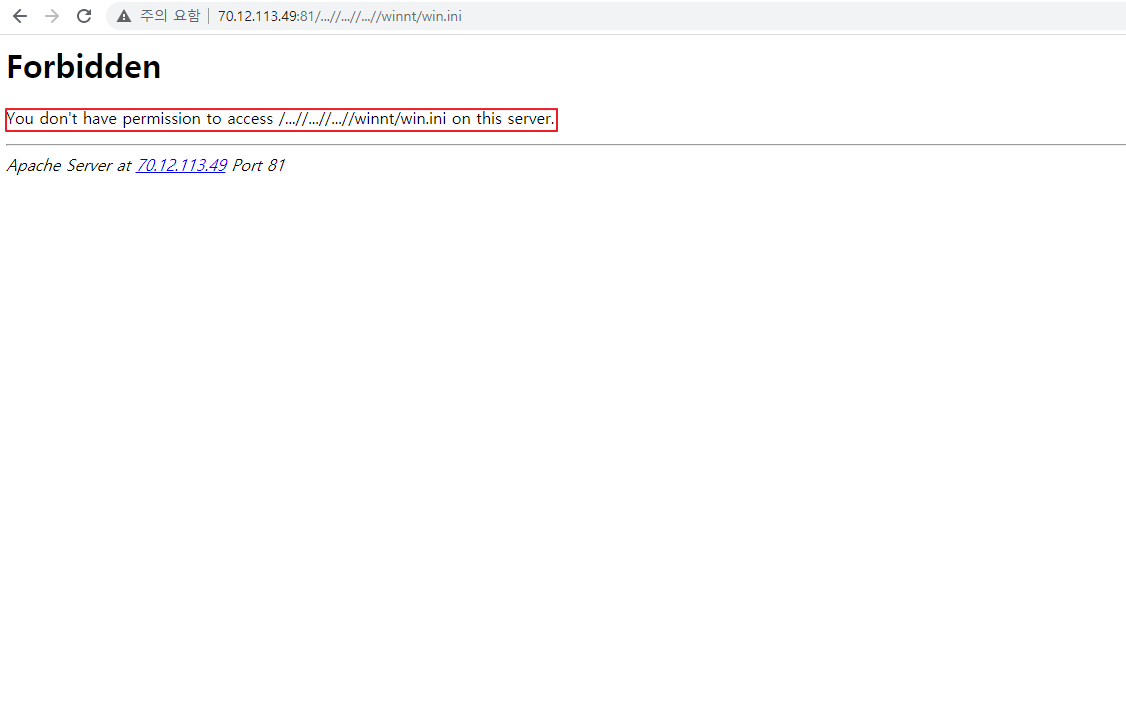 주의 요함 | 70.12.113.49:81/...//...//...//winnt/win.ini
Forbidden
You don't have permission to access /...//...//...//winnt/win.ini on this server.
Apache Server at 70.12.113.49 Port 81